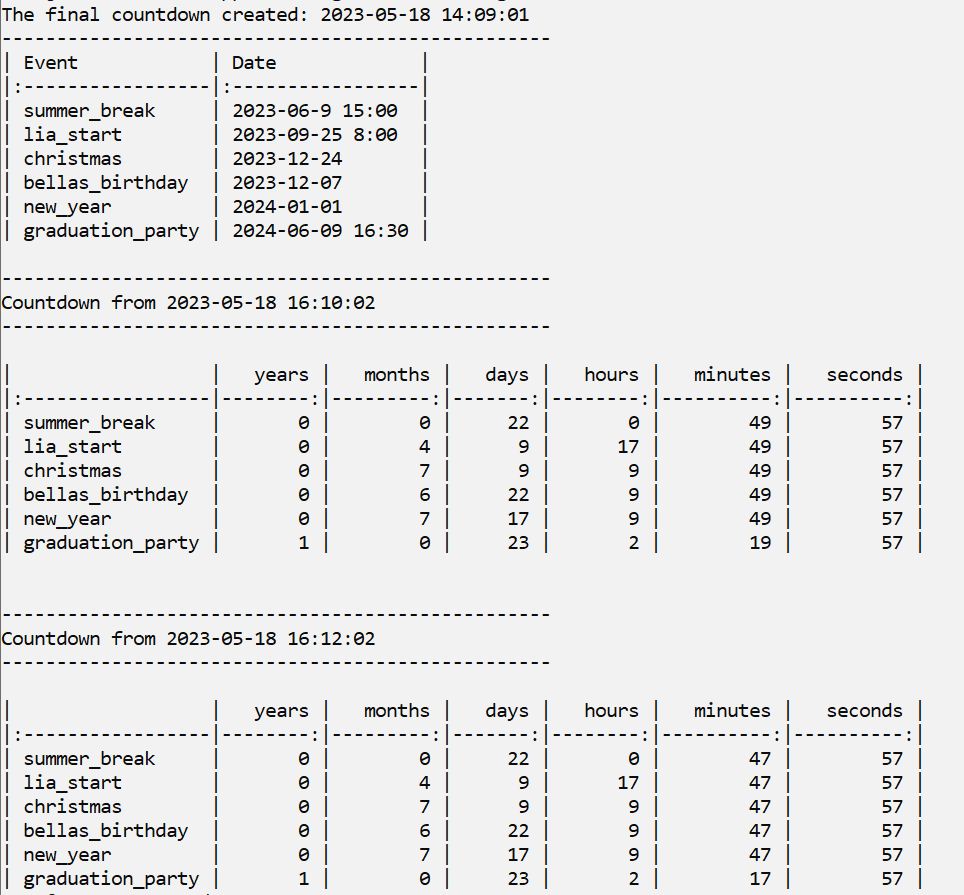 The final countdown created: 2023-05-18 14:09:01
--------------------------------------------------
| Event            | Date             |
|:-----------------|:-----------------|
| summer_break     | 2023-06-9 15:00  |
| lia_start        | 2023-09-25 8:00  |
| christmas        | 2023-12-24       |
| bellas_birthday  | 2023-12-07       |
| new_year         | 2024-01-01       |
| graduation_party | 2024-06-09 16:30 |
--------------------------------------------------
Countdown from 2023-05-18 16:10:02
--------------------------------------------------
|                  |   years |   months |   days |   hours |   minutes |   seconds |
|:-----------------|--------:|---------:|-------:|--------:|----------:|----------:|
| summer_break     |       0 |        0 |     22 |       0 |        49 |        57 |
| lia_start        |       0 |        4 |      9 |      17 |        49 |        57 |
| christmas        |       0 |        7 |      9 |       9 |        49 |        57 |
| bellas_birthday  |       0 |        6 |     22 |       9 |        49 |        57 |
| new_year         |       0 |        7 |     17 |       9 |        49 |        57 |
| graduation_party |       1 |        0 |     23 |       2 |        19 |        57 |
--------------------------------------------------
Countdown from 2023-05-18 16:12:02
--------------------------------------------------
|                  |   years |   months |   days |   hours |   minutes |   seconds |
|:-----------------|--------:|---------:|-------:|--------:|----------:|----------:|
| summer_break     |       0 |        0 |     22 |       0 |        47 |        57 |
| lia_start        |       0 |        4 |      9 |      17 |        47 |        57 |
| christmas        |       0 |        7 |      9 |       9 |        47 |        57 |
| bellas_birthday  |       0 |        6 |     22 |       9 |        47 |        57 |
| new_year         |       0 |        7 |     17 |       9 |        47 |        57 |
| graduation_party |       1 |        0 |     23 |       2 |        17 |        57 |